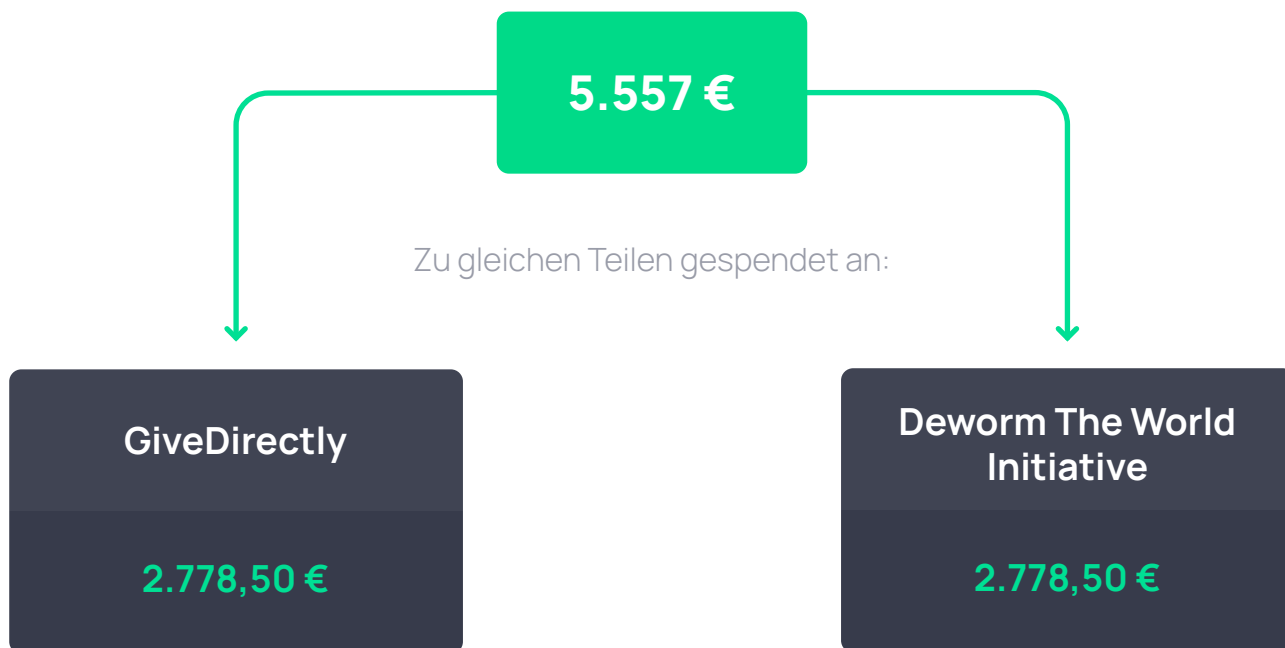 5.557 €
Zu gleichen Teilen gespendet an:
GiveDirectly
2.778,50 €
Deworm The World
Initiative
2.778,50 €